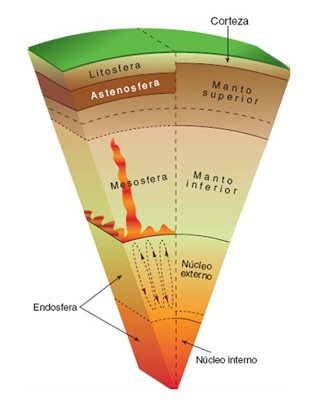 Corteza
Litosfera
Astenosfera
Manto
superior
Mesosfera
Manto
inferior
Núcleo
externo
Endosfera
Núcleo interno